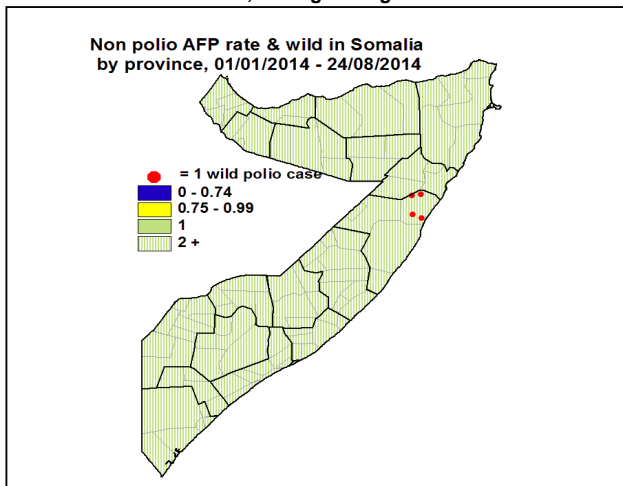 Non polio AFP rate & wild in Somalia
by province, 01/01/2014 - 24/08/2014
= 1 wild polio case
0 - 0.74
0.75 - 0.99
1
2 +